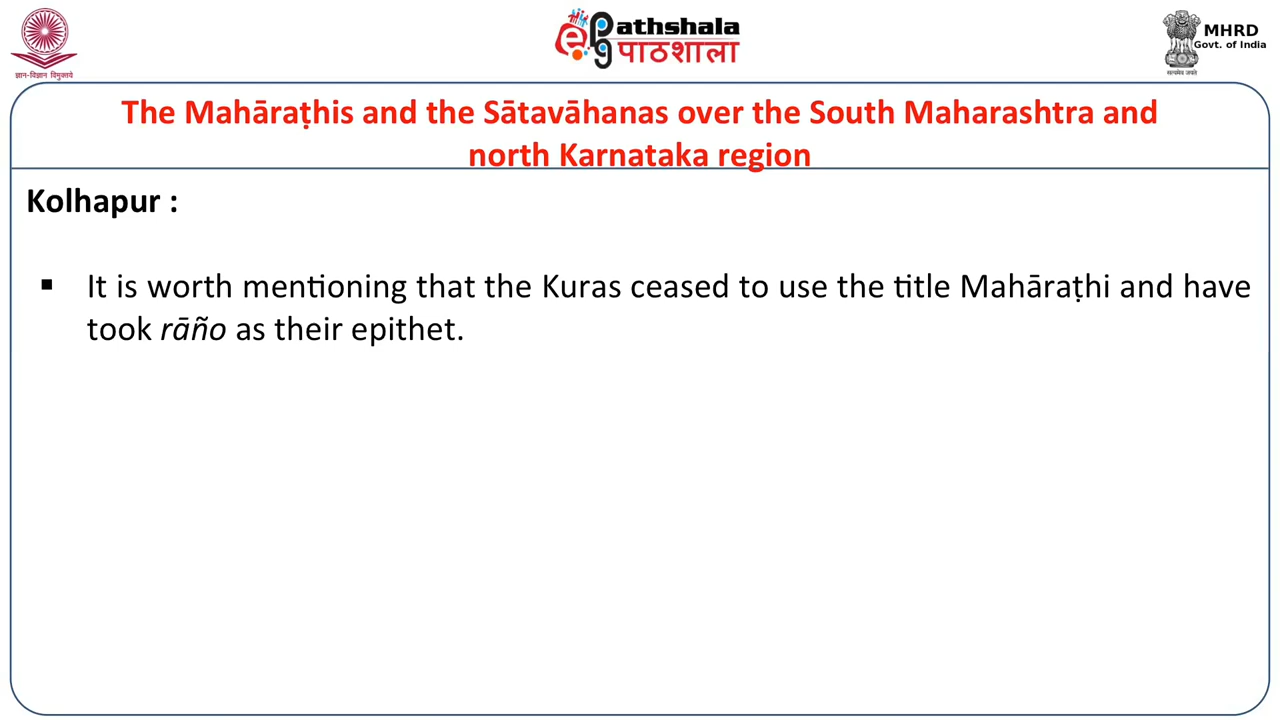 ज्ञान-विज्ञान विमुक्तये
ePg Pathshala
पाठशाला
MHRD
Govt. of India
सत्यमेव जयते
The Mahāraṭhis and the Sātavāhanas over the South Maharashtra and
north Karnataka region
Kolhapur :
▪ It is worth mentioning that the Kuras ceased to use the title Mahāraṭhi and have
took rāño as their epithet.